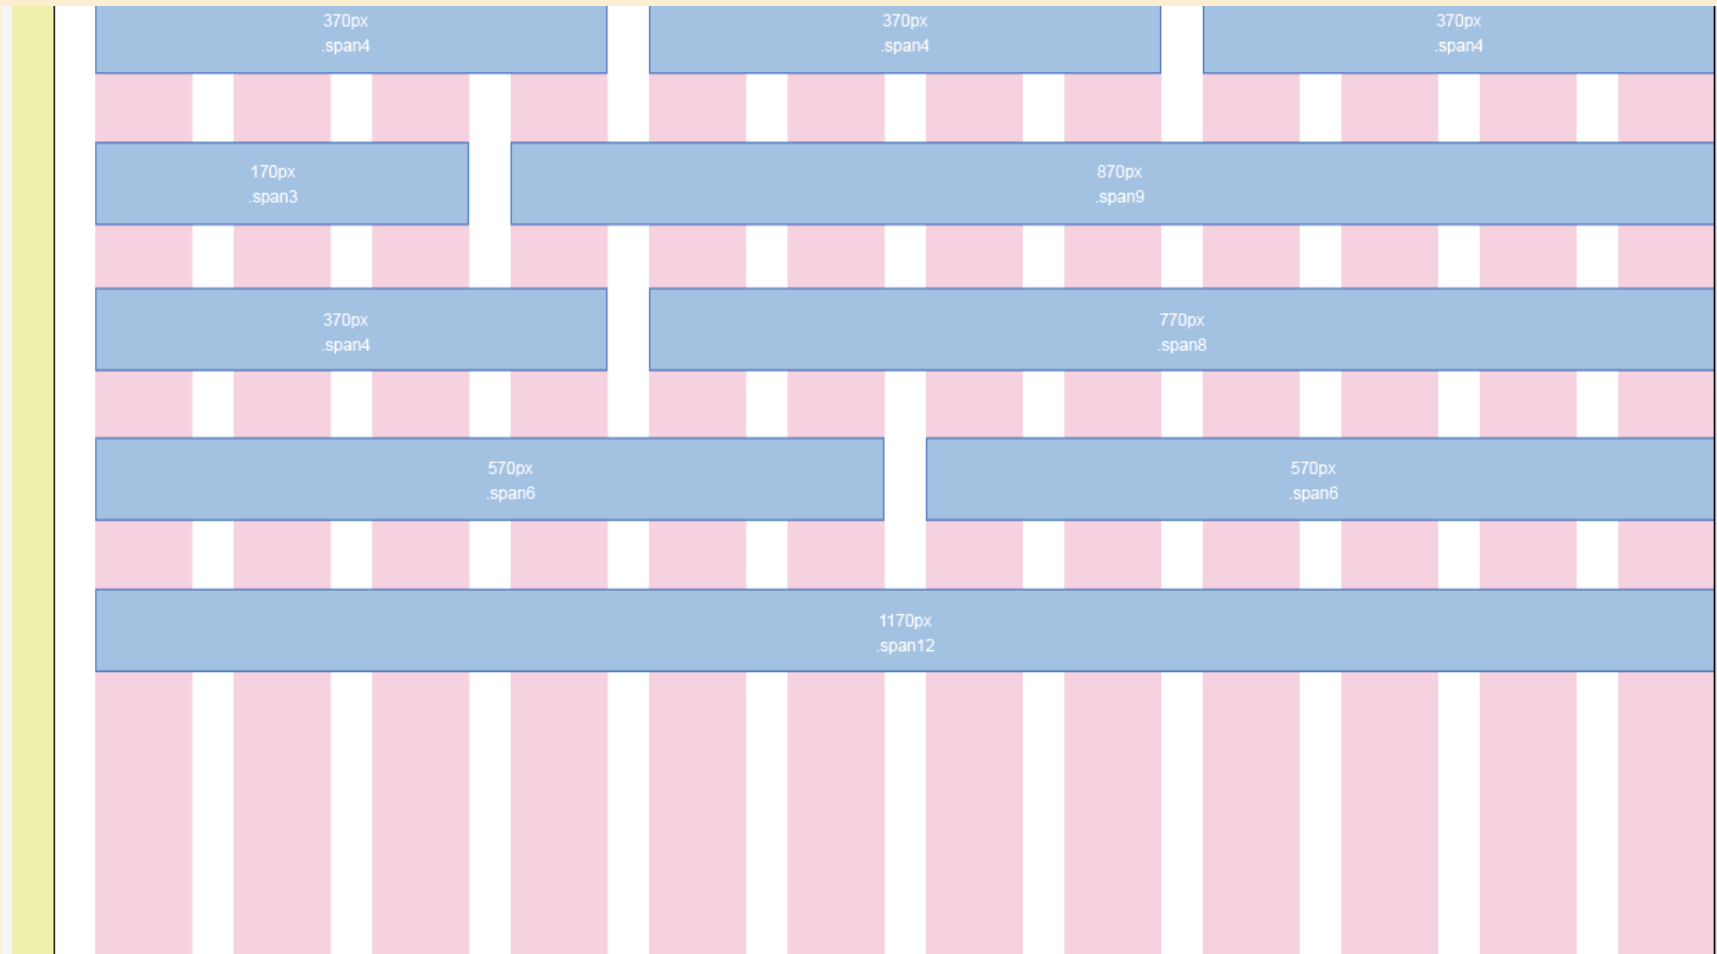 370px
.span4
370px
.span4
370px
.span4
170px
.span3
870px
.span9
370px
.span4
770px
.span8
570px
.span6
570px
.span6
1170px
.span12